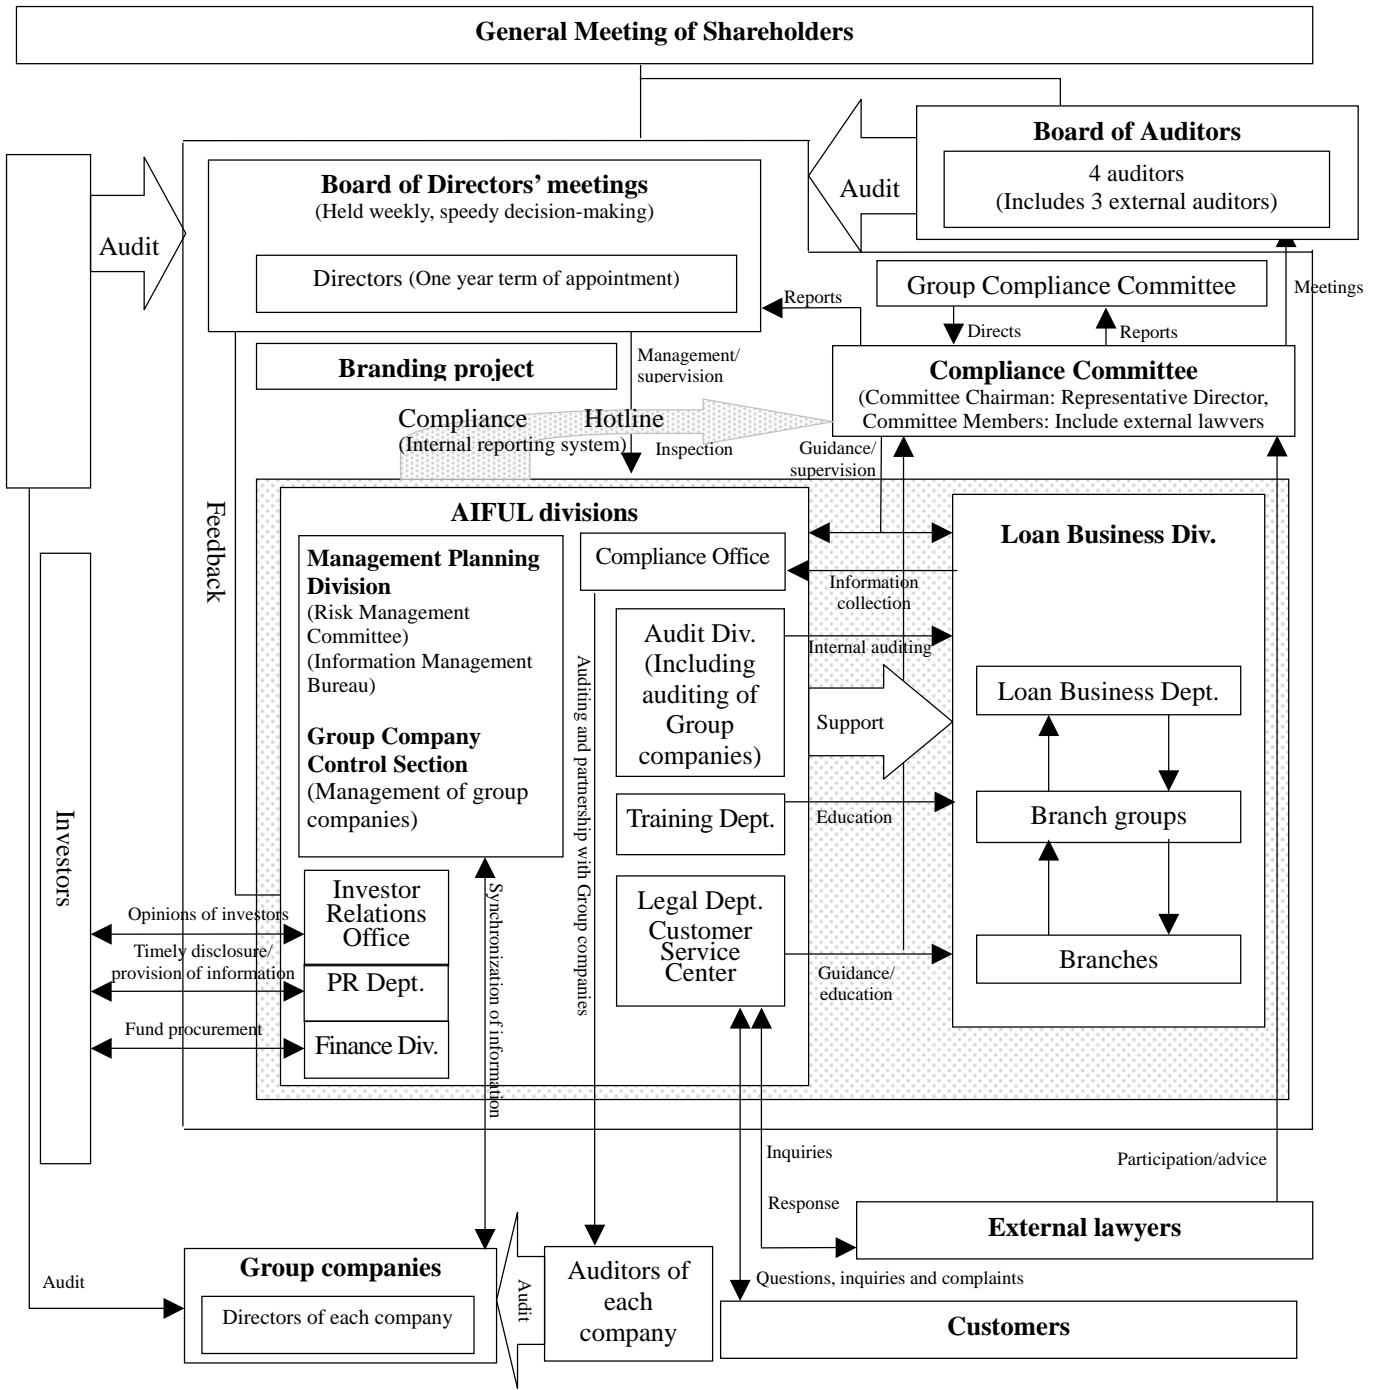 General Meeting of Shareholders
Board of Auditors
4 auditors
(Includes 3 external auditors)
Audit
Board of Directors’ meetings
(Held weekly, speedy decision-making)
Directors (One year term of appointment)
Audit
Group Compliance Committee
Meetings
Reports
Directs
Reports
Branding project
Management/
supervision
Compliance Committee
(Committee Chairman: Representative Director,
Committee Members: Include external lawyers
Compliance Hotline
(Internal reporting system)
Inspection
Guidance/
supervision
Feedback
AIFUL divisions
Management Planning
Division
(Risk Management
Committee)
(Information Management
Bureau)
Group Company
Control Section
(Management of group
companies)
Compliance Office
Information
collection
Loan Business Div.
Audit Div.
(Including
auditing of
Group
companies)
Internal auditing
Auditing and partnership with Group companies
Support
Loan Business Dept.
Training Dept.
Education
Branch groups
Investors
Investor
Relations
Office
Opinions of investors
Timely disclosure/
provision of information
PR Dept.
Fund procurement
Finance Div.
Synchronization of information
Legal Dept.
Customer
Service
Center
Guidance/
education
Branches
Inquiries
Response
Participation/advice
External lawyers
Audit
Group companies
Directors of each company
Audit
Auditors of
each
company
Questions, inquiries and complaints
Customers